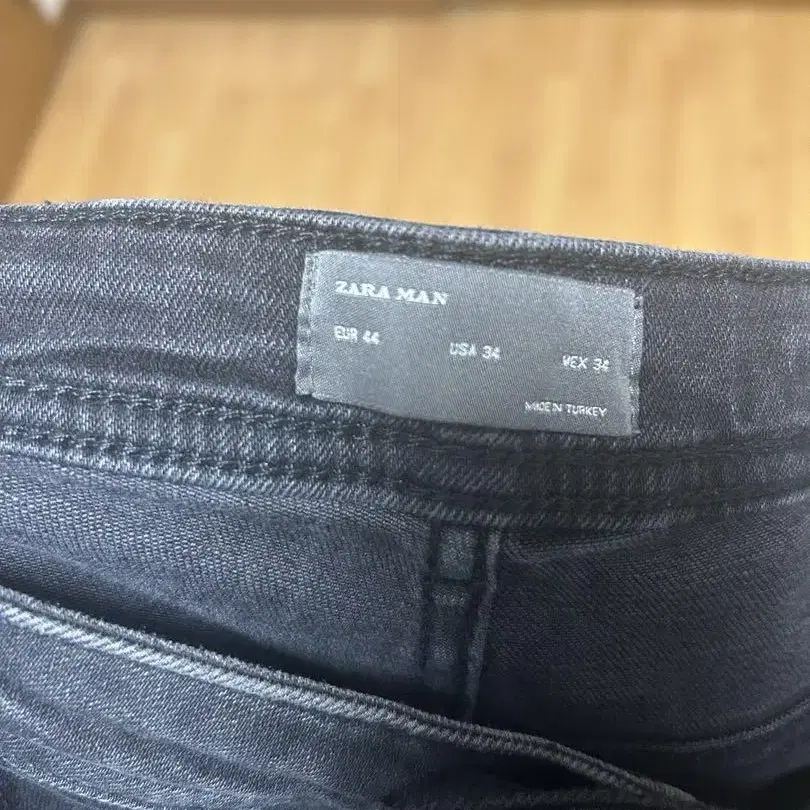 ZARA MAN
EUR 44 USA 34 MEX 34
MADE IN TURKEY